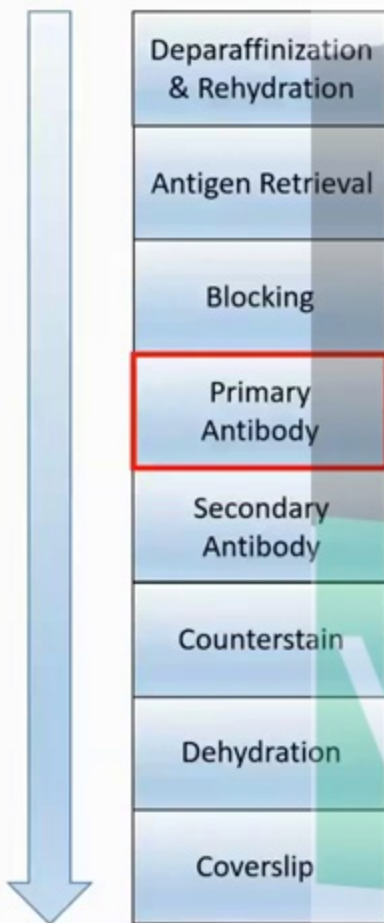 Deparaffinization
& Rehydration
Antigen Retrieval
Blocking
Primary
Antibody
Secondary
Antibody
Counterstain
Dehydration
Coverslip